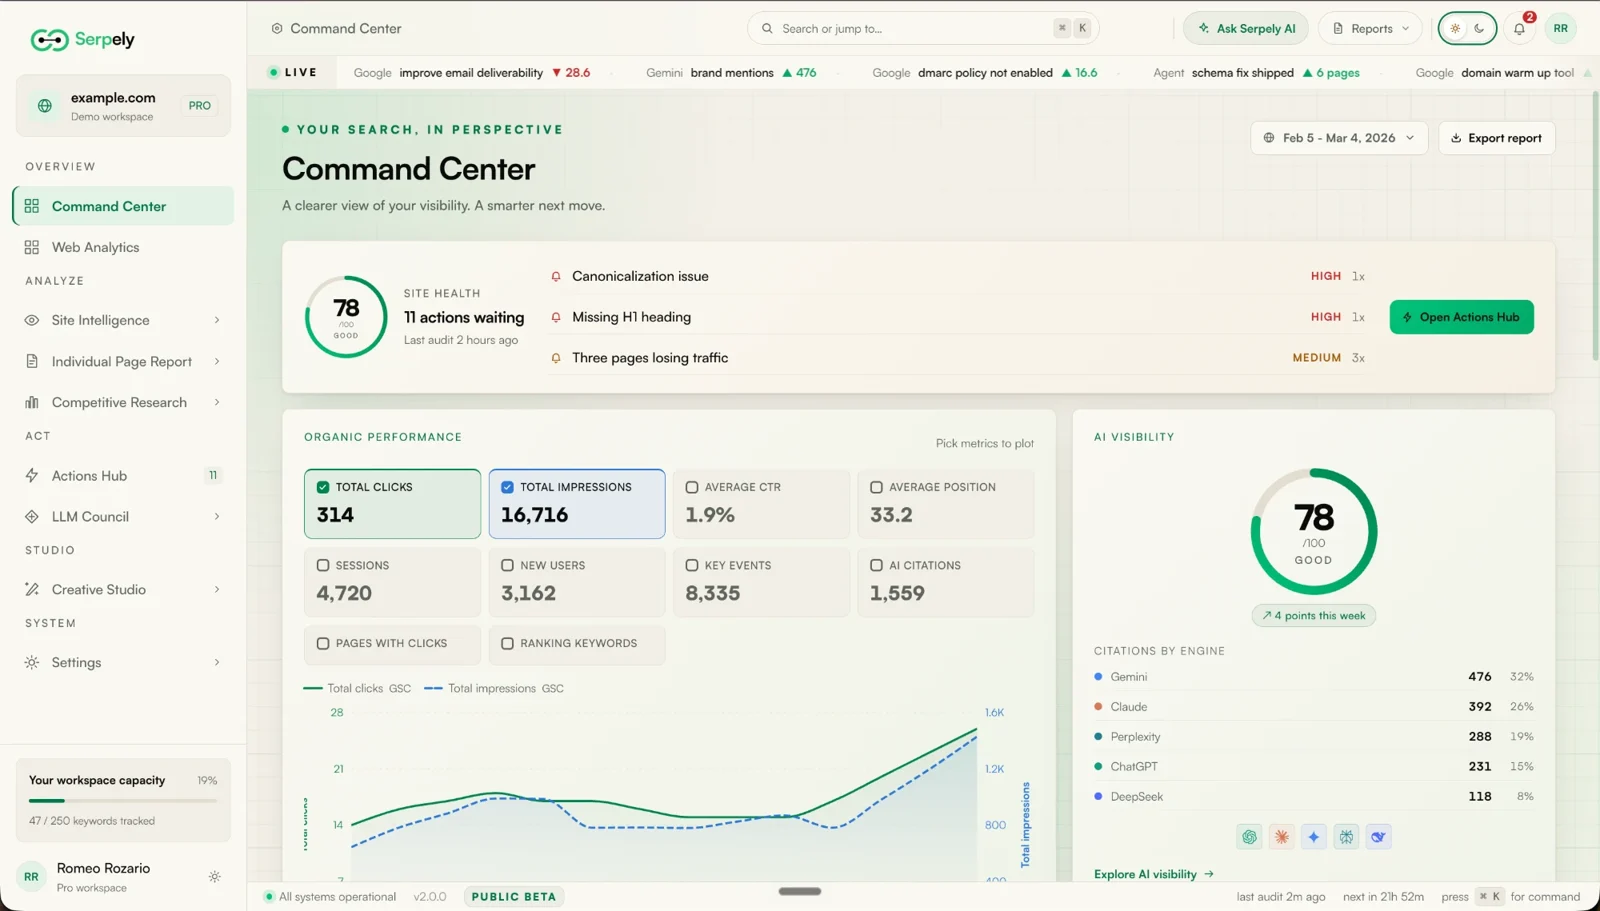 Serpely
example.com
Demo workspace
PRO
OVERVIEW
Command Center
Web Analytics
ANALYZE
Site Intelligence
Individual Page Report
Competitive Research
ACT
Actions Hub 11
LLM Council
STUDIO
Creative Studio
SYSTEM
Settings
Your workspace capacity 19%
47 / 250 keywords tracked
RR
Romeo Rozario
Pro workspace
Command Center
Search or jump to...
⌘ K
Ask Serpely AI
Reports
2
RR
LIVE
Google improve email deliverability ▼ 28.6
Gemini brand mentions ▲ 476
Google dmarc policy not enabled ▲ 16.6
Agent schema fix shipped ▲ 6 pages
Google domain warm up tool
YOUR SEARCH, IN PERSPECTIVE
Command Center
A clearer view of your visibility. A smarter next move.
Feb 5 - Mar 4, 2026
Export report
78
/100
GOOD
SITE HEALTH
11 actions waiting
Last audit 2 hours ago
Canonicalization issue HIGH 1x
Missing H1 heading HIGH 1x
Three pages losing traffic MEDIUM 3x
Open Actions Hub
ORGANIC PERFORMANCE
Pick metrics to plot
TOTAL CLICKS
314
TOTAL IMPRESSIONS
16,716
AVERAGE CTR
1.9%
AVERAGE POSITION
33.2
SESSIONS
4,720
NEW USERS
3,162
KEY EVENTS
8,335
AI CITATIONS
1,559
PAGES WITH CLICKS
RANKING KEYWORDS
Total clicks GSC
Total impressions GSC
28
21
14
1.6K
1.2K
800
Total impressions
AI VISIBILITY
78
/100
GOOD
↗ 4 points this week
CITATIONS BY ENGINE
Gemini 476 32%
Claude 392 26%
Perplexity 288 19%
ChatGPT 231 15%
DeepSeek 118 8%
Explore AI visibility →
All systems operational
v2.0.0
PUBLIC BETA
last audit 2m ago
next in 21h 52m
press ⌘ K for command